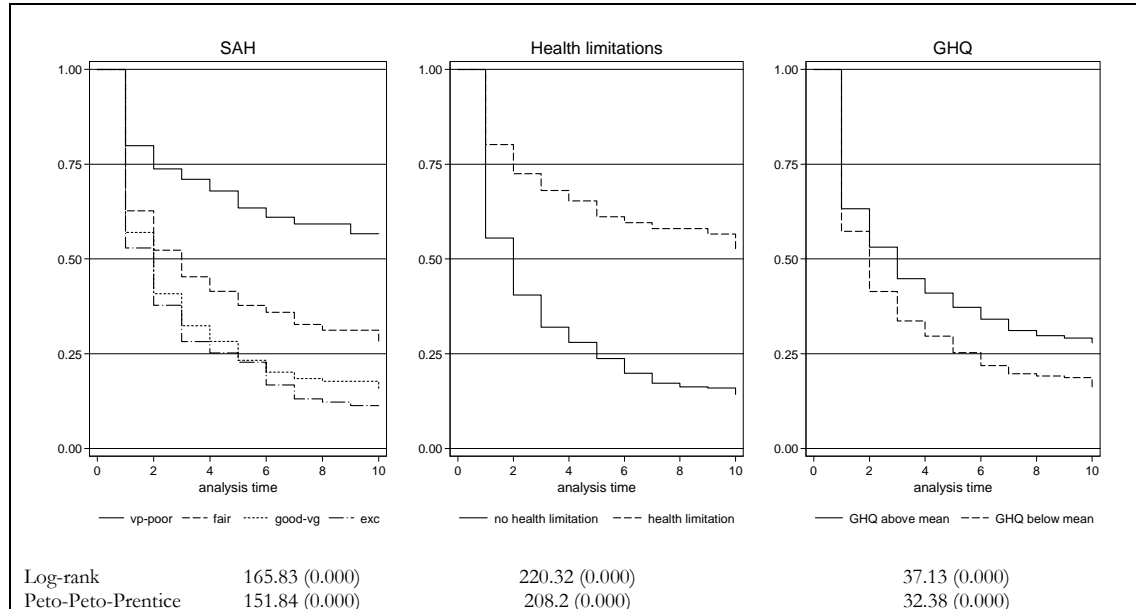 SAH Health limitations GHQ
1.00 1.00 1.00
0.75 0.75 0.75
0.50 0.50 0.50
0.25 0.25 0.25
0.00 0.00 0.00
0 2 4 6 8 10 0 2 4 6 8 10 0 2 4 6 8 10
analysis time analysis time analysis time
vp-poor fair good-vg exc no health limitation health limitation GHQ above mean GHQ below mean
Log-rank 165.83 (0.000) 220.32 (0.000) 37.13 (0.000)
Peto-Peto-Prentice 151.84 (0.000) 208.2 (0.000) 32.38 (0.000)